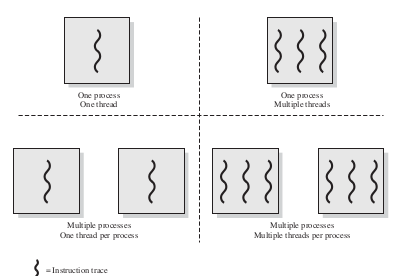 One process
One thread
One process
Multiple threads
Multiple processes
One thread per process
Multiple processes
Multiple threads per process
= Instruction trace